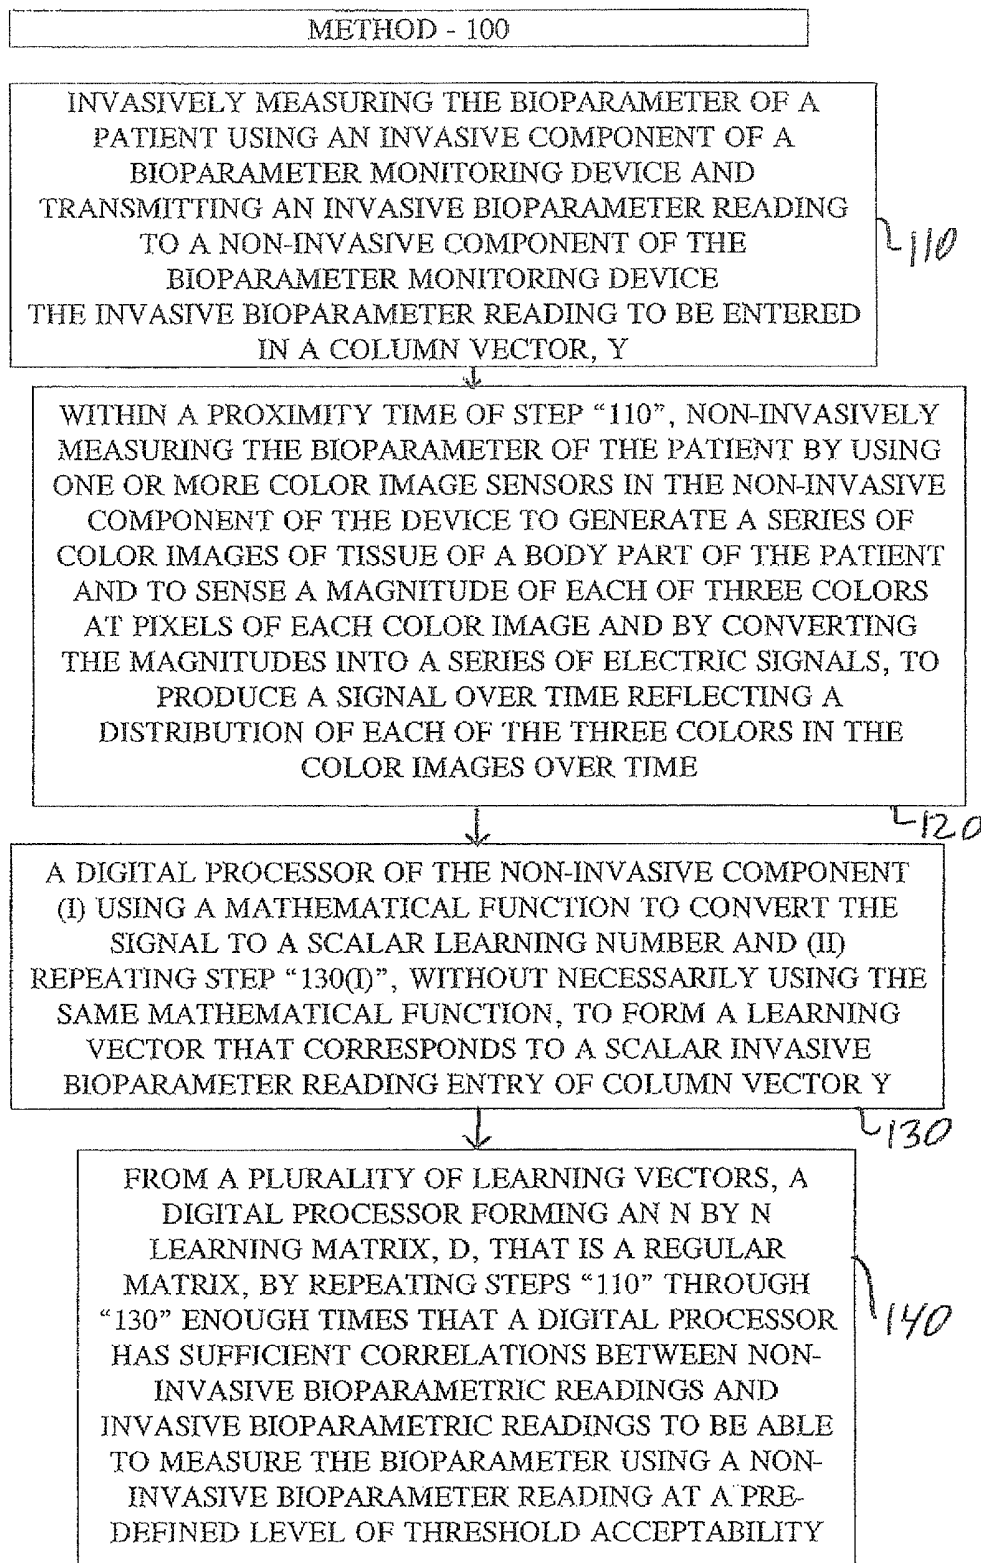 METHOD - 100
INVASIVELY MEASURING THE BIOPARAMETER OF A
PATIENT USING AN INVASIVE COMPONENT OF A
BIOPARAMETER MONITORING DEVICE AND
TRANSMITTING AN INVASIVE BIOPARAMETER READING
TO A NON-INVASIVE COMPONENT OF THE
BIOPARAMETER MONITORING DEVICE
THE INVASIVE BIOPARAMETER READING TO BE ENTERED
IN A COLUMN VECTOR, Y
110
WITHIN A PROXIMITY TIME OF STEP “110”, NON-INVASIVELY
MEASURING THE BIOPARAMETER OF THE PATIENT BY USING
ONE OR MORE COLOR IMAGE SENSORS IN THE NON-INVASIVE
COMPONENT OF THE DEVICE TO GENERATE A SERIES OF
COLOR IMAGES OF TISSUE OF A BODY PART OF THE PATIENT
AND TO SENSE A MAGNITUDE OF EACH OF THREE COLORS
AT PIXELS OF EACH COLOR IMAGE AND BY CONVERTING
THE MAGNITUDES INTO A SERIES OF ELECTRIC SIGNALS, TO
PRODUCE A SIGNAL OVER TIME REFLECTING A
DISTRIBUTION OF EACH OF THE THREE COLORS IN THE
COLOR IMAGES OVER TIME
120
A DIGITAL PROCESSOR OF THE NON-INVASIVE COMPONENT
(I) USING A MATHEMATICAL FUNCTION TO CONVERT THE
SIGNAL TO A SCALAR LEARNING NUMBER AND (II)
REPEATING STEP “130(I)”, WITHOUT NECESSARILY USING THE
SAME MATHEMATICAL FUNCTION, TO FORM A LEARNING
VECTOR THAT CORRESPONDS TO A SCALAR INVASIVE
BIOPARAMETER READING ENTRY OF COLUMN VECTOR Y
130
FROM A PLURALITY OF LEARNING VECTORS, A
DIGITAL PROCESSOR FORMING AN N BY N
LEARNING MATRIX, D, THAT IS A REGULAR
MATRIX, BY REPEATING STEPS “110” THROUGH
“130” ENOUGH TIMES THAT A DIGITAL PROCESSOR
HAS SUFFICIENT CORRELATIONS BETWEEN NON-
INVASIVE BIOPARAMETRIC READINGS AND
INVASIVE BIOPARAMETRIC READINGS TO BE ABLE
TO MEASURE THE BIOPARAMETER USING A NON-
INVASIVE BIOPARAMETER READING AT A PRE-
DEFINED LEVEL OF THRESHOLD ACCEPTABILITY
140